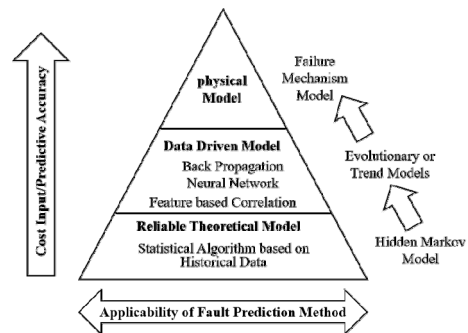 Cost Input/Predictive Accuracy
physical
Model
Data Driven Model
Back Propagation
Neural Network
Feature based Correlation
Reliable Theoretical Model
Statistical Algorithm based on
Historical Data
Failure
Mechanism
Model
Evolutionary or
Trend Models
Hidden Markov
Model
Applicability of Fault Prediction Method